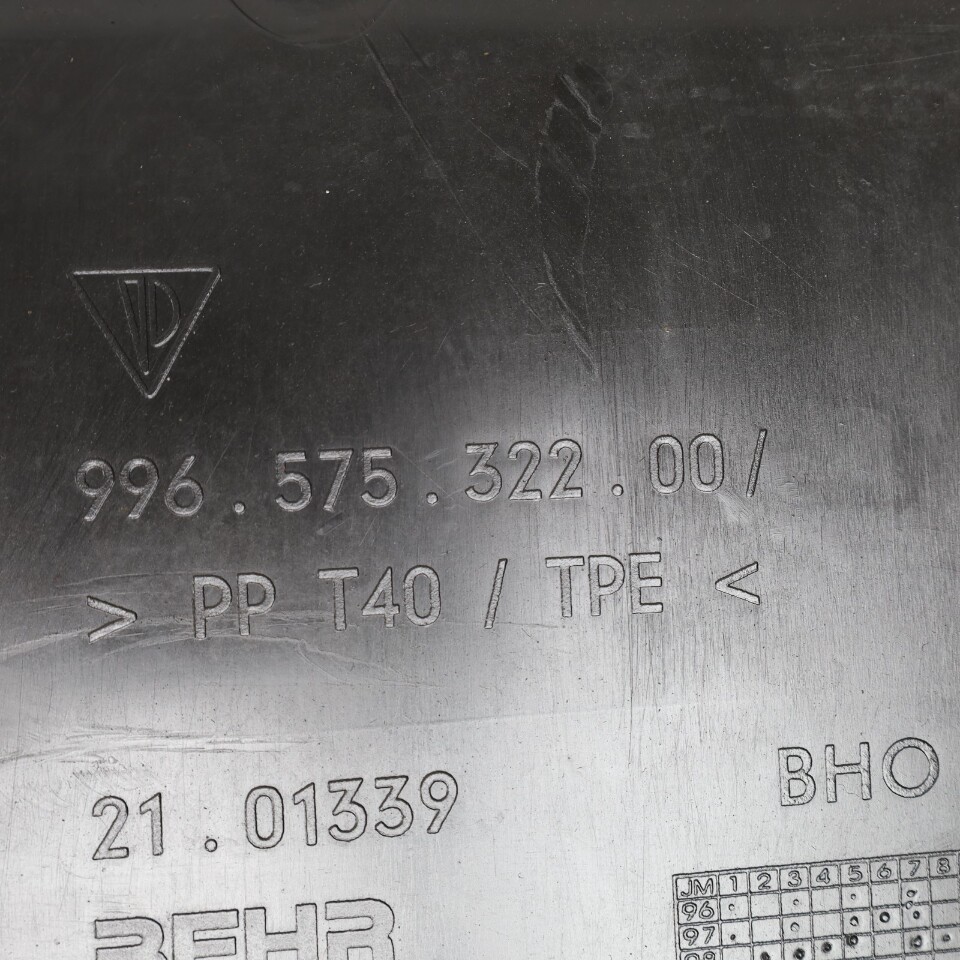 996.575.322.00/
> PP T40 / TPE <
21.01339
BHO
BEHR
JM 1 2 3 4 5 6 7 8
96
97
98